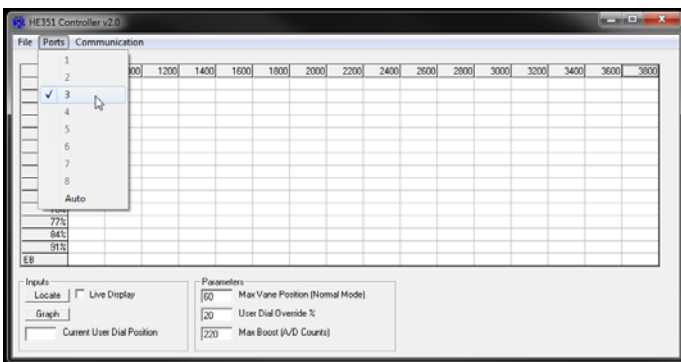 HE351 Controller v2.0
File Ports Communication
1
2
3
4
5
6
7
8
Auto
1200 1400 1600 1800 2000 2200 2400 2600 2800 3000 3200 3400 3600 3800
77%
84%
91%
EB
Inputs
Locate Live Display
Graph
Current User Dial Position
Parameters
60 Max Vane Position (Normal Mode)
20 User Dial Override %
220 Max Boost (A/D Counts)